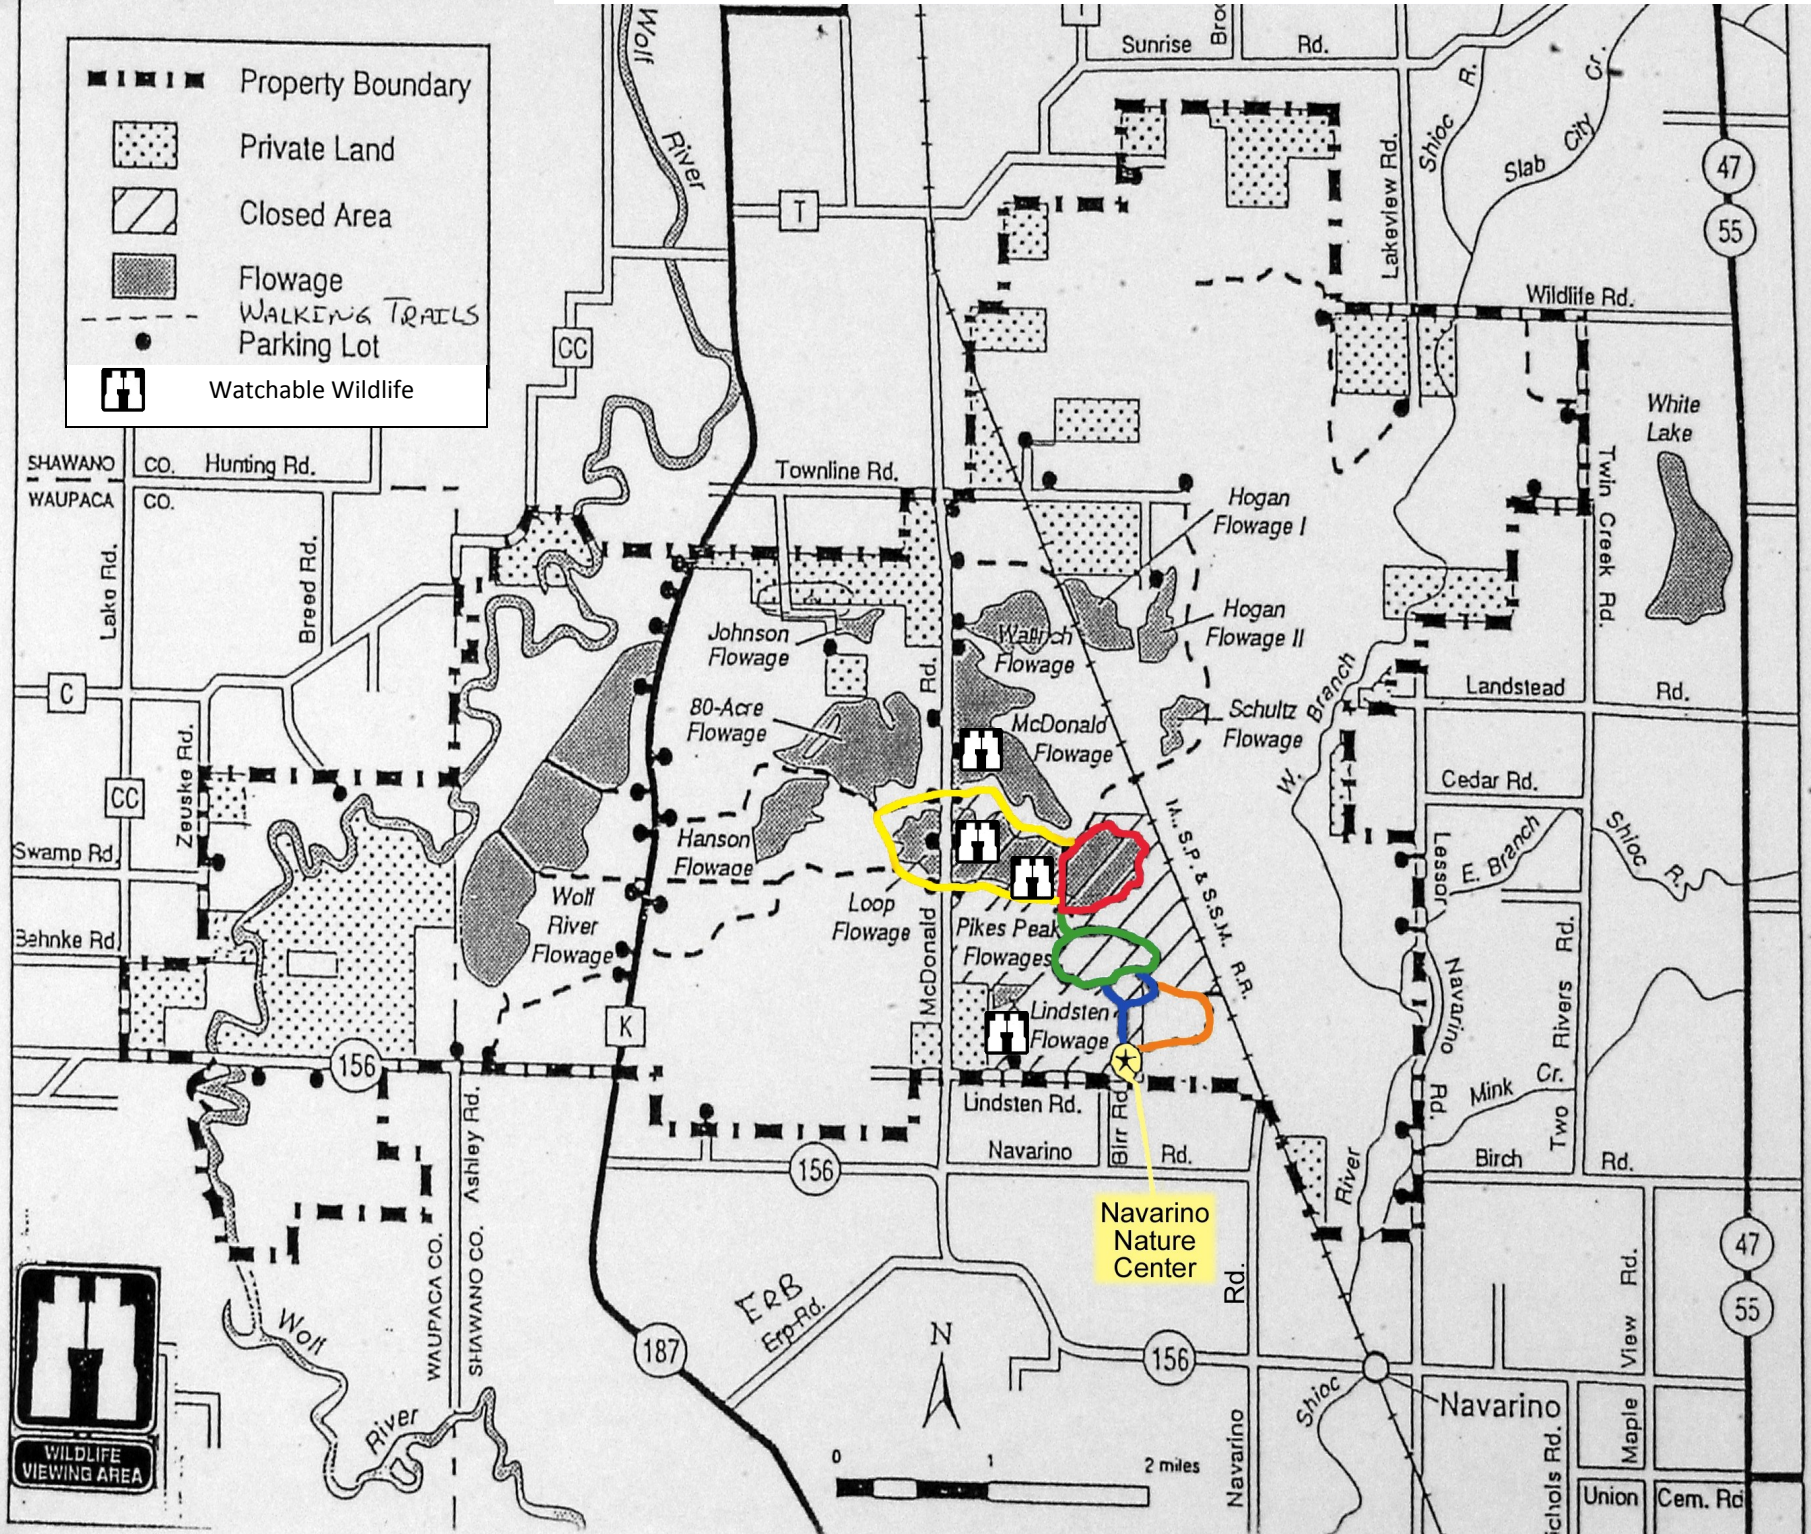 Property Boundary
Private Land
Closed Area
Flowage
WALKING TRAILS
Parking Lot
Watchable Wildlife
Wolf
River
T
CC
Sunrise
Rd.
R.
Shioc
Cr.
City
Slab
Lakeview Rd.
47
55
Wildlife Rd.
White
Lake
Twin Creek Rd.
SHAWANO CO.
WAUPACA CO.
Hunting Rd.
Lake Rd.
Breed Rd.
Townline Rd.
Hogan
Flowage I
Hogan
Flowage II
Johnson
Flowage
Flowage
80-Acre
Flowage
McDonald
Flowage
Schultz
Flowage
Rd.
W. Branch
Landstead Rd.
Cedar Rd.
C
CC
Zeuske Rd.
Swamp Rd.
Behnke Rd.
Hanson
Flowage
Wolf
River
Flowage
Loop
Flowage
Pikes Peak
Flowages
McDonald
Lindsten
Flowage
M., S.P. & S.S.M. R.R.
Lessor
Navarino
Rd.
E. Branch
Shioc
R.
Two Rivers Rd.
K
156
Ashley Rd.
Lindsten Rd.
Birr Rd.
Navarino Rd.
156
Mink Cr.
Birch Rd.
River
Navarino
Nature
Center
WAUPACA CO.
SHAWANO CO.
Wolf
River
ERB
Erp Rd.
187
N
156
Rd.
Navarino
Shioc
Navarino
View Rd.
Maple
47
55
Union
Cem. Rd
0 1 2 miles
WILDLIFE
VIEWING AREA